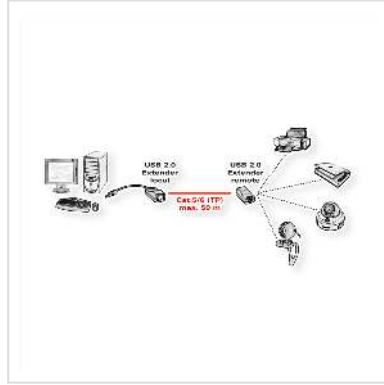 USB 2.0
Extender
local
USB 2.0
Extender
remote
Cat.5/6 (TP)
max. 50 m